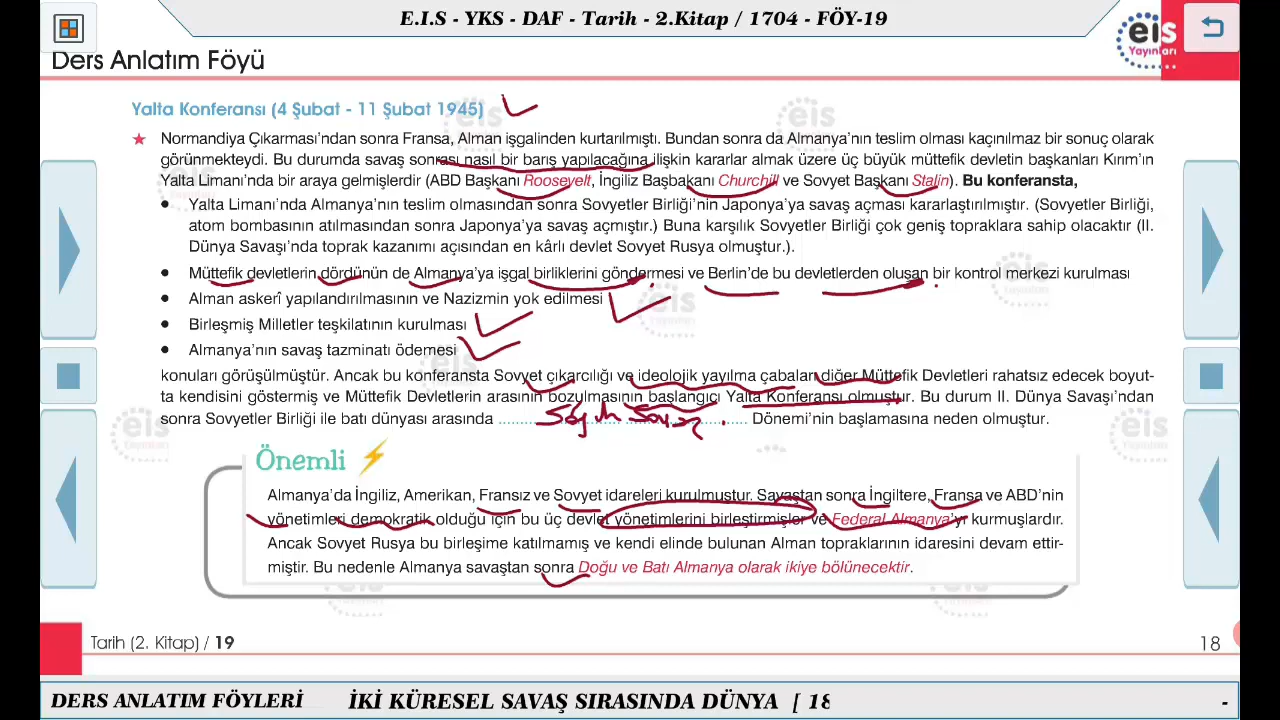 E.I.S - YKS - DAF - Tarih - 2.Kitap / 1704 - FÖY-19
Ders Anlatım Föyü
eis
Yayınları
Yalta Konferansı (4 Şubat - 11 Şubat 1945)
Normandiya Çıkarması’ndan sonra Fransa, Alman işgalinden kurtarılmıştı. Bundan sonra da Almanya’nın teslim olması kaçınılmaz bir sonuç olarak
görünmekteydi. Bu durumda savaş sonrası nasıl bir barış yapılacağına ilişkin kararlar almak üzere üç büyük müttefik devletin başkanları Kırım’ın
Yalta Limanı’nda bir araya gelmişlerdir (ABD Başkanı Roosevelt, İngiliz Başbakanı Churchill ve Sovyet Başkanı Stalin). Bu konferansta,
• Yalta Limanı’nda Almanya’nın teslim olmasından sonra Sovyetler Birliği’nin Japonya’ya savaş açması kararlaştırılmıştır. (Sovyetler Birliği,
atom bombasının atılmasından sonra Japonya’ya savaş açmıştır.) Buna karşılık Sovyetler Birliği çok geniş topraklara sahip olacaktır (II.
Dünya Savaşı’nda toprak kazanımı açısından en kârlı devlet Sovyet Rusya olmuştur.).
• Müttefik devletlerin dördünün de Almanya’ya işgal birliklerini göndermesi ve Berlin’de bu devletlerden oluşan bir kontrol merkezi kurulması
• Alman askerî yapılandırılmasının ve Nazizmin yok edilmesi
• Birleşmiş Milletler teşkilatının kurulması
• Almanya’nın savaş tazminatı ödemesi
konuları görüşülmüştür. Ancak bu konferansta Sovyet çıkarcılığı ve ideolojik yayılma çabaları diğer Müttefik Devletleri rahatsız edecek boyut-
ta kendisini göstermiş ve Müttefik Devletlerin arasının bozulmasının başlangıcı Yalta Konferansı olmuştur. Bu durum II. Dünya Savaşı’ndan
sonra Sovyetler Birliği ile batı dünyası arasında ........ Soğuk Savaş ........ Dönemi’nin başlamasına neden olmuştur.
Önemli
Almanya’da İngiliz, Amerikan, Fransız ve Sovyet idareleri kurulmuştur. Savaştan sonra İngiltere, Fransa ve ABD’nin
yönetimleri demokratik olduğu için bu üç devlet yönetimlerini birleştirmişler ve Federal Almanya’yı kurmuşlardır.
Ancak Sovyet Rusya bu birleşime katılmamış ve kendi elinde bulunan Alman topraklarının idaresini devam ettir-
miştir. Bu nedenle Almanya savaştan sonra Doğu ve Batı Almanya olarak ikiye bölünecektir.
Tarih (2. Kitap) / 19
18
DERS ANLATIM FÖYLERİ İKİ KÜRESEL SAVAŞ SIRASINDA DÜNYA [ 18 -